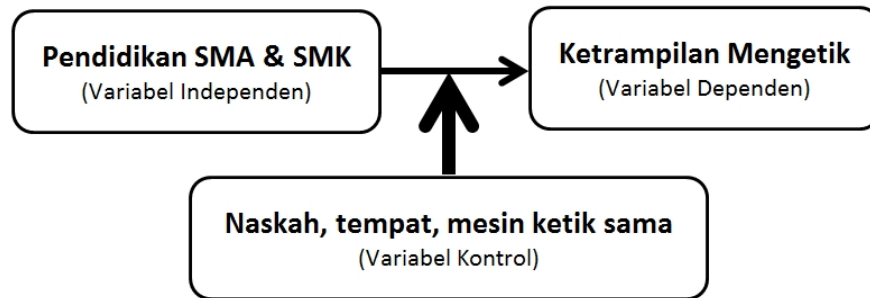 Pendidikan SMA & SMK
(Variabel Independen)
Ketrampilan Mengetik
(Variabel Dependen)
Naskah, tempat, mesin ketik sama
(Variabel Kontrol)